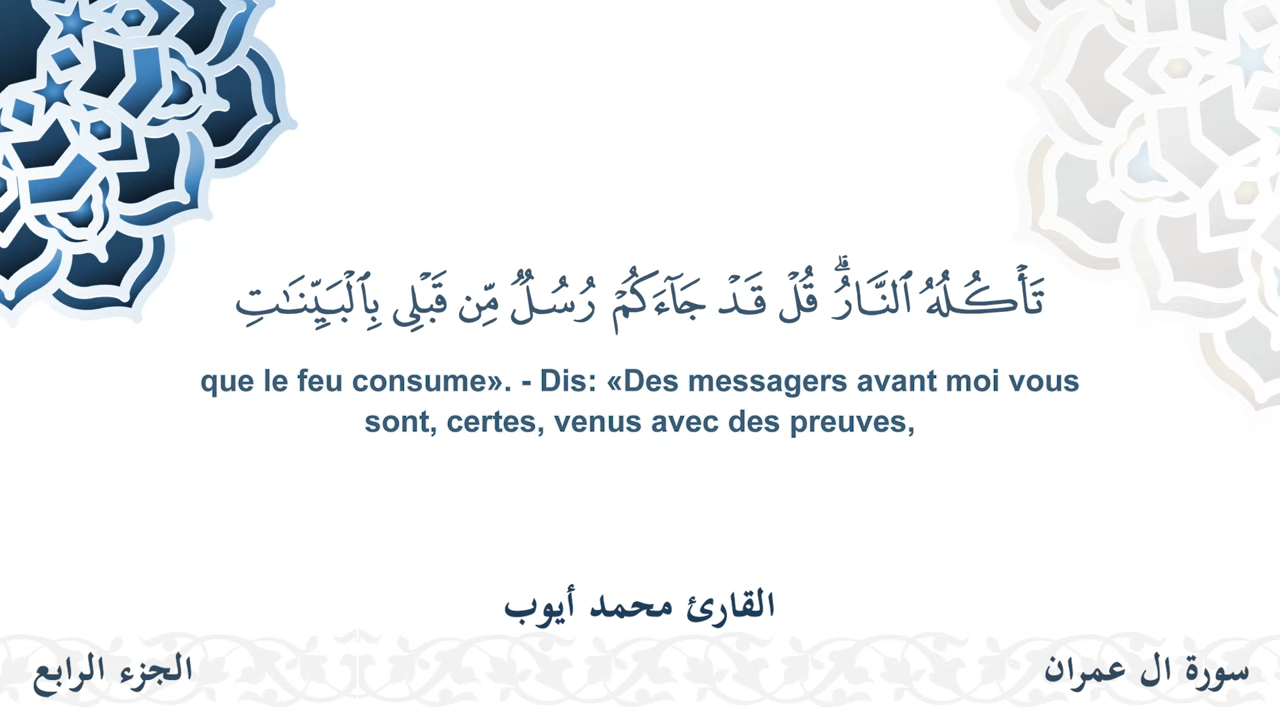 تَأْكُلُهُ ٱلنَّارُ ۗ قُلْ قَدْ جَآءَكُمْ رُسُلٌ مِّن قَبْلِى بِٱلْبَيِّنَـٰتِ
que le feu consume». - Dis: «Des messagers avant moi vous
sont, certes, venus avec des preuves,
القارئ محمد أيوب
سورة ال عمران
الجزء الرابع